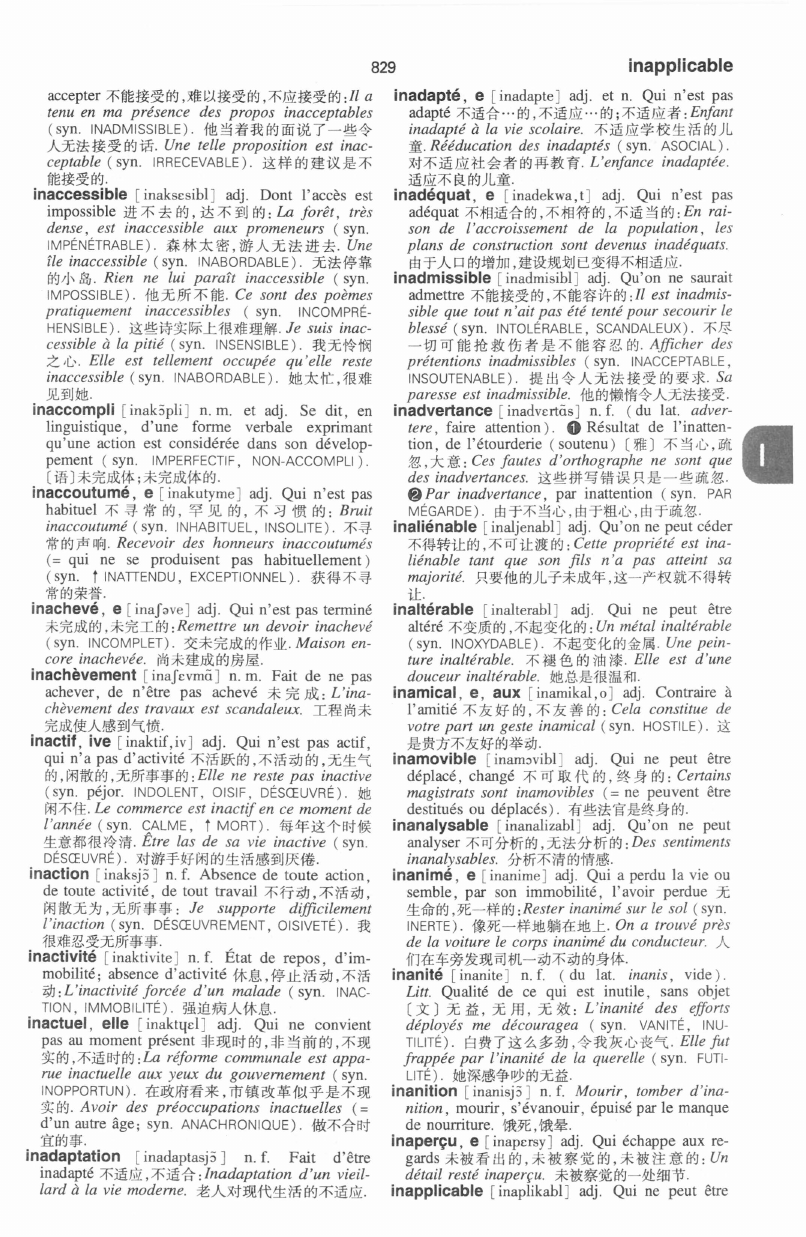 829
inapplicable
accepter 不能接受的,难以接受的,不应接受的:Il a
tenu en ma présence des propos inacceptables
(syn. INADMISSIBLE). 他当着我的面说了一些令
人无法接受的话. Une telle proposition est inac-
ceptable (syn. IRRECEVABLE). 这样的建议是不
能接受的.
inaccessible [inaksɛsibl] adj. Dont l'accès est
impossible 进不去的,达不到的: La forêt, très
dense, est inaccessible aux promeneurs (syn.
IMPÉNÉTRABLE). 森林太密,游人无法进去. Une
île inaccessible (syn. INABORDABLE). 无法停靠
的小岛. Rien ne lui paraît inaccessible (syn.
IMPOSSIBLE). 他无所不能. Ce sont des poèmes
pratiquement inaccessibles (syn. INCOMPRÉ-
HENSIBLE). 这些诗实际上很难理解. Je suis inac-
cessible à la pitié (syn. INSENSIBLE). 我无怜悯
之心. Elle est tellement occupée qu'elle reste
inaccessible (syn. INABORDABLE). 她太忙,很难
见到她.
inaccompli [inakɔ̃pli] n. m. et adj. Se dit, en
linguistique, d'une forme verbale exprimant
qu'une action est considérée dans son dévelop-
pement (syn. IMPERFECTIF, NON-ACCOMPLI).
[语]未完成体;未完成体的.
inaccoutumé, e [inakutyme] adj. Qui n'est pas
habituel 不寻常的, 罕见的, 不习惯的: Bruit
inaccoutumé (syn. INHABITUEL, INSOLITE). 不寻
常的声响. Recevoir des honneurs inaccoutumés
(= qui ne se produisent pas habituellement)
(syn. ↑ INATTENDU, EXCEPTIONNEL). 获得不寻
常的荣誉.
inachevé, e [inaʃəve] adj. Qui n'est pas terminé
未完成的,未完工的:Remettre un devoir inachevé
(syn. INCOMPLET). 交未完成的作业. Maison en-
core inachevée. 尚未建成的房屋.
inachèvement [inaʃɛvmɑ̃] n. m. Fait de ne pas
achever, de n'être pas achevé 未完成: L'ina-
chèvement des travaux est scandaleux. 工程尚未
完成使人感到气愤.
inactif, ive [inaktif,iv] adj. Qui n'est pas actif,
qui n'a pas d'activité 不活跃的,不活动的,无生气
的,闲散的,无所事事的:Elle ne reste pas inactive
(syn. péjor. INDOLENT, OISIF, DÉSŒUVRÉ). 她
闲不住. Le commerce est inactif en ce moment de
l'année (syn. CALME, ↑ MORT). 每年这个时候
生意都很冷清. Être las de sa vie inactive (syn.
DÉSŒUVRÉ). 对游手好闲的生活感到厌倦.
inaction [inaksjɔ̃] n. f. Absence de toute action,
de toute activité, de tout travail 不行动,不活动,
闲散无为,无所事事: Je supporte difficilement
l'inaction (syn. DÉSŒUVREMENT, OISIVETÉ). 我
很难忍受无所事事.
inactivité [inaktivite] n. f. État de repos, d'im-
mobilité; absence d'activité 休息,停止活动,不活
动:L'inactivité forcée d'un malade (syn. INAC-
TION, IMMOBILITÉ). 强迫病人休息.
inactuel, elle [inaktɥɛl] adj. Qui ne convient
pas au moment présent 非现时的,非当前的,不现
实的,不适时的:La réforme communale est appa-
rue inactuelle aux yeux du gouvernement (syn.
INOPPORTUN). 在政府看来,市镇改革似乎是不现
实的. Avoir des préoccupations inactuelles (=
d'un autre âge; syn. ANACHRONIQUE). 做不合时
宜的事.
inadaptation [inadaptasjɔ̃] n. f. Fait d'être
inadapté 不适应,不适合:Inadaptation d'un vieil-
lard à la vie moderne. 老人对现代生活的不适应.
inadapté, e [inadapte] adj. et n. Qui n'est pas
adapté 不适合…的,不适应…的;不适应者:Enfant
inadapté à la vie scolaire. 不适应学校生活的儿
童. Rééducation des inadaptés (syn. ASOCIAL).
对不适应社会者的再教育. L'enfance inadaptée.
适应不良的儿童.
inadéquat, e [inadekwa,t] adj. Qui n'est pas
adéquat 不相适合的,不相符的,不适当的:En rai-
son de l'accroissement de la population, les
plans de construction sont devenus inadéquats.
由于人口的增加,建设规划已变得不相适应.
inadmissible [inadmisibl] adj. Qu'on ne saurait
admettre 不能接受的,不能容许的:Il est inadmis-
sible que tout n'ait pas été tenté pour secourir le
blessé (syn. INTOLÉRABLE, SCANDALEUX). 不尽
一切可能抢救伤者是不能容忍的. Afficher des
prétentions inadmissibles (syn. INACCEPTABLE,
INSOUTENABLE). 提出令人无法接受的要求. Sa
paresse est inadmissible. 他的懒惰令人无法接受.
inadvertance [inadvɛrtɑ̃s] n. f. (du lat. adver-
tere, faire attention). ❶ Résultat de l'inatten-
tion, de l'étourderie (soutenu) [雅] 不当心,疏
忽,大意: Ces fautes d'orthographe ne sont que
des inadvertances. 这些拼写错误只是一些疏忽.
❷ Par inadvertance, par inattention (syn. PAR
MÉGARDE). 由于不当心,由于粗心,由于疏忽.
inaliénable [inaljenabl] adj. Qu'on ne peut céder
不得转让的,不可让渡的:Cette propriété est ina-
liénable tant que son fils n'a pas atteint sa
majorité. 只要他的儿子未成年,这一产权就不得转
让.
inaltérable [inalterabl] adj. Qui ne peut être
altéré 不变质的,不起变化的:Un métal inaltérable
(syn. INOXYDABLE). 不起变化的金属. Une pein-
ture inaltérable. 不褪色的油漆. Elle est d'une
douceur inaltérable. 她总是很温和.
inamical, e, aux [inamikal,o] adj. Contraire à
l'amitié 不友好的,不友善的: Cela constitue de
votre part un geste inamical (syn. HOSTILE). 这
是贵方不友好的举动.
inamovible [inamɔvibl] adj. Qui ne peut être
déplacé, changé 不可取代的,终身的: Certains
magistrats sont inamovibles (= ne peuvent être
destitués ou déplacés). 有些法官是终身的.
inanalysable [inanalizabl] adj. Qu'on ne peut
analyser 不可分析的,无法分析的:Des sentiments
inanalysables. 分析不清的情感.
inanimé, e [inanime] adj. Qui a perdu la vie ou
semble, par son immobilité, l'avoir perdue 无
生命的,死一样的:Rester inanimé sur le sol (syn.
INERTE). 像死一样地躺在地上. On a trouvé près
de la voiture le corps inanimé du conducteur. 人
们在车旁发现司机一动不动的身体.
inanité [inanite] n. f. (du lat. inanis, vide).
Litt. Qualité de ce qui est inutile, sans objet
[文] 无益, 无用, 无效: L'inanité des efforts
déployés me découragea (syn. VANITÉ, INU-
TILITÉ). 白费了这么多劲,令我灰心丧气. Elle fut
frappée par l'inanité de la querelle (syn. FUTI-
LITÉ). 她深感争吵的无益.
inanition [inanisjɔ̃] n. f. Mourir, tomber d'ina-
nition, mourir, s'évanouir, épuisé par le manque
de nourriture. 饿死,饿晕.
inaperçu, e [inapɛrsy] adj. Qui échappe aux re-
gards 未被看出的,未被察觉的,未被注意的: Un
détail resté inaperçu. 未被察觉的一处细节.
inapplicable [inaplikabl] adj. Qui ne peut être
I